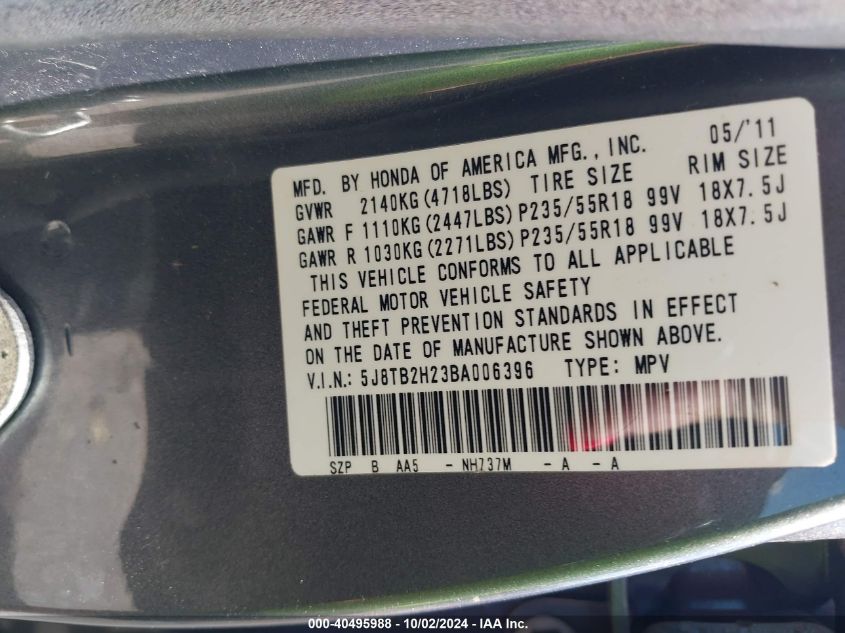 MFD. BY HONDA OF AMERICA MFG., INC. 05/'11
GVWR 2140KG(4718LBS) TIRE SIZE RIM SIZE
GAWR F 1110KG(2447LBS) P235/55R18 99V 18X7.5J
GAWR R 1030KG(2271LBS) P235/55R18 99V 18X7.5J
THIS VEHICLE CONFORMS TO ALL APPLICABLE
FEDERAL MOTOR VEHICLE SAFETY
AND THEFT PREVENTION STANDARDS IN EFFECT
ON THE DATE OF MANUFACTURE SHOWN ABOVE.
V.I.N.: 5J8TB2H23BA006396 TYPE: MPV
SZP B AA5 - NH737M - A - A
000-40495988 - 10/02/2024 - IAA Inc.